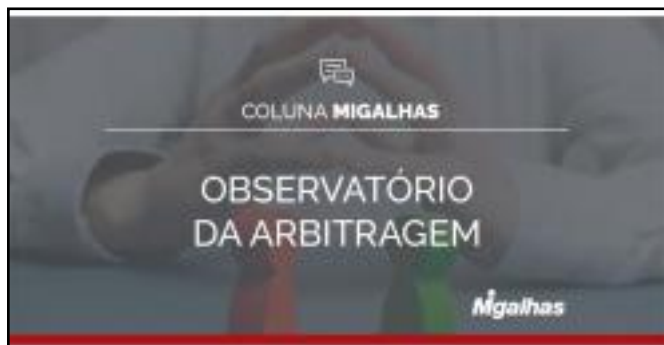 COLUNA MIGALHAS
OBSERVATÓRIO
DA ARBITRAGEM
Migalhas